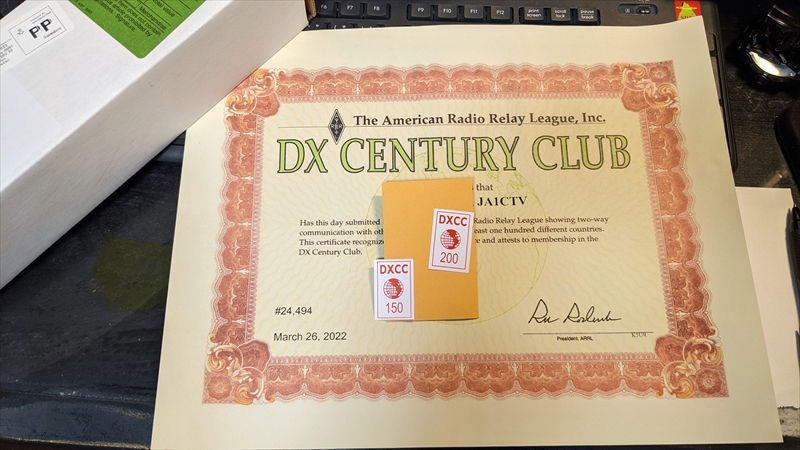 PP
Sweden
F6
F7
F8
F9
F10
F11
F12
print screen
scroll lock
pause break
The American Radio Relay League, Inc.
DX CENTURY CLUB
that
JA1CTV
Has this day submitted Radio Relay League showing two-way
communication with east one hundred different countries.
This certificate and attests to membership in the
DX Century Club.
DXCC
200
DXCC
150
#24,494
March 26, 2022
President, ARRL